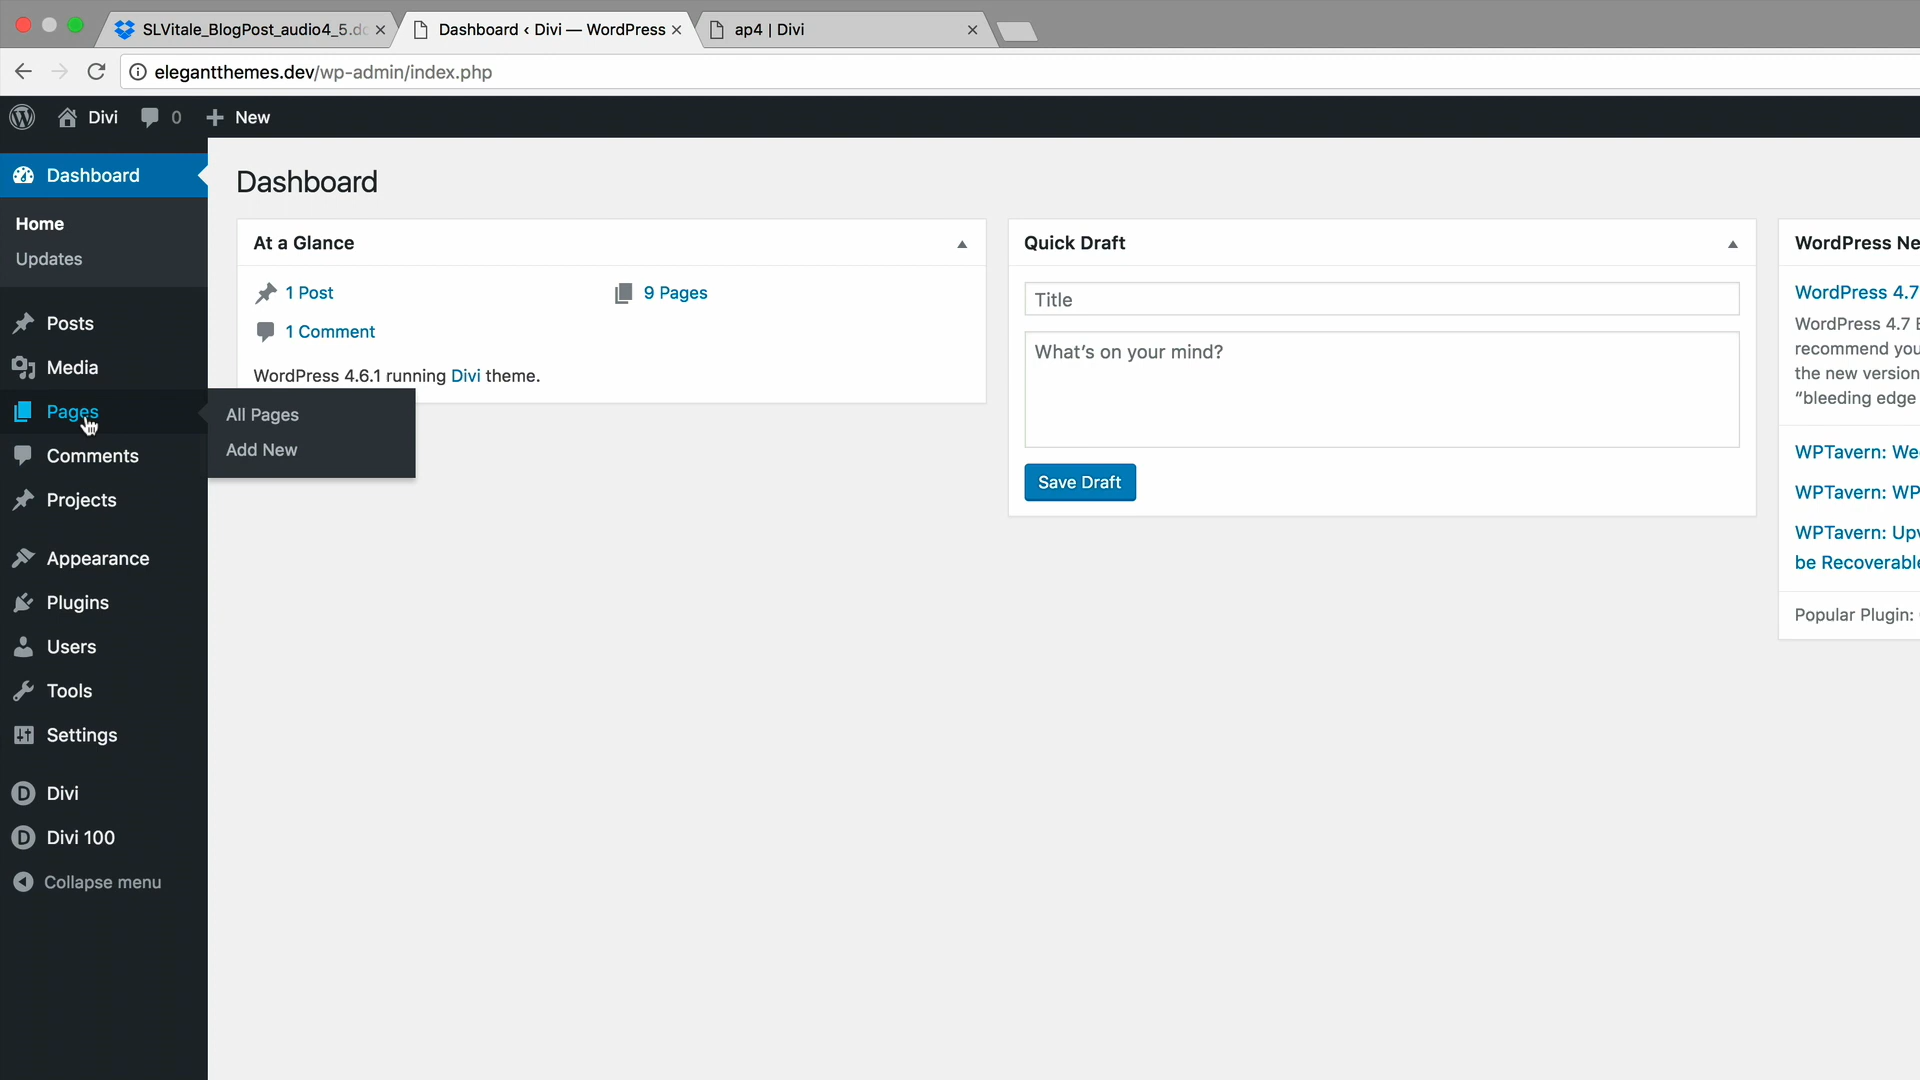 SLVitale_BlogPost_audio4_5.do
Dashboard ‹ Divi — WordPress
ap4 | Divi
elegantthemes.dev/wp-admin/index.php
Divi
0
New
Dashboard
Home
Updates
Posts
Media
Pages
Comments
Projects
Appearance
Plugins
Users
Tools
Settings
Divi
Divi 100
Collapse menu
All Pages
Add New
Dashboard
At a Glance
1 Post
9 Pages
1 Comment
WordPress 4.6.1 running Divi theme.
Quick Draft
Title
What's on your mind?
Save Draft
WordPress Ne
WordPress 4.7
WordPress 4.7 B
recommend you
the new version
"bleeding edge
WPTavern: We
WPTavern: WP
WPTavern: Upv
be Recoverable
Popular Plugin: